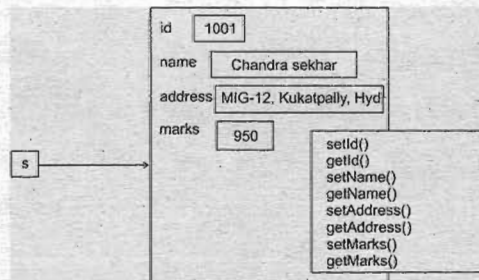 id 1001
name Chandra sekhar
address MIG-12, Kukatpally, Hyd
marks 950
s
setId()
getId()
setName()
getName()
setAddress()
getAddress()
setMarks()
getMarks()